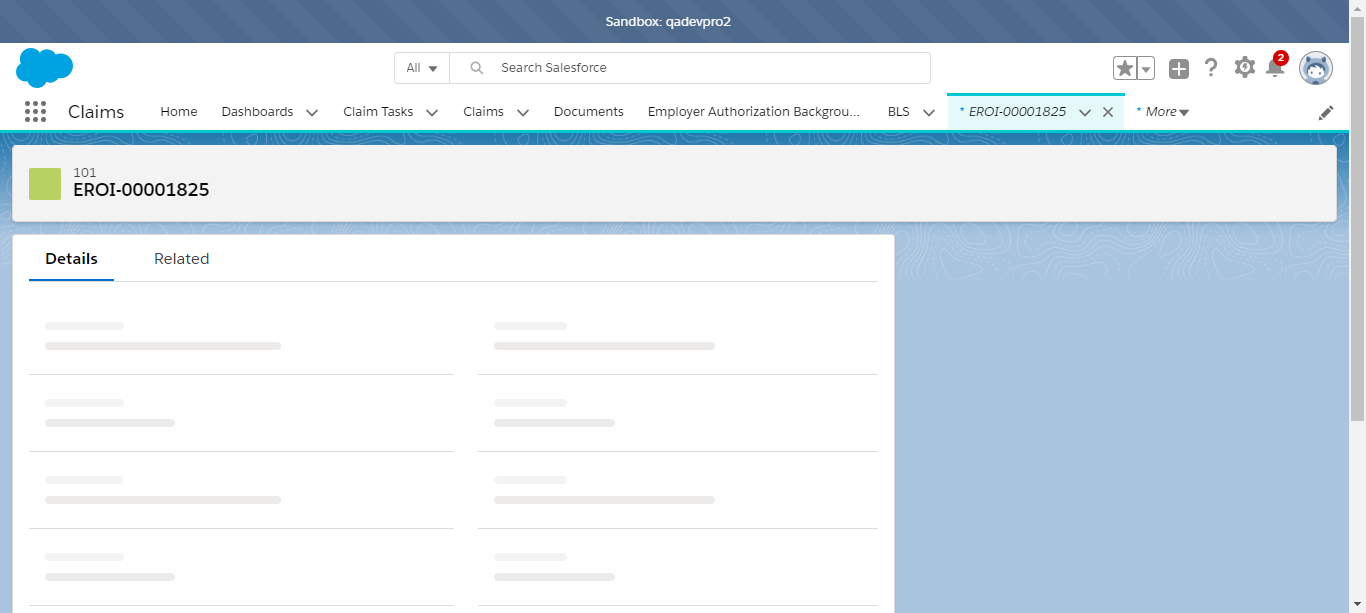 Sandbox: qadevpro2
All
Search Salesforce
2
Claims
Home
Dashboards
Claim Tasks
Claims
Documents
Employer Authorization Backgrou...
BLS
* EROI-00001825
* More
101
EROI-00001825
Details
Related